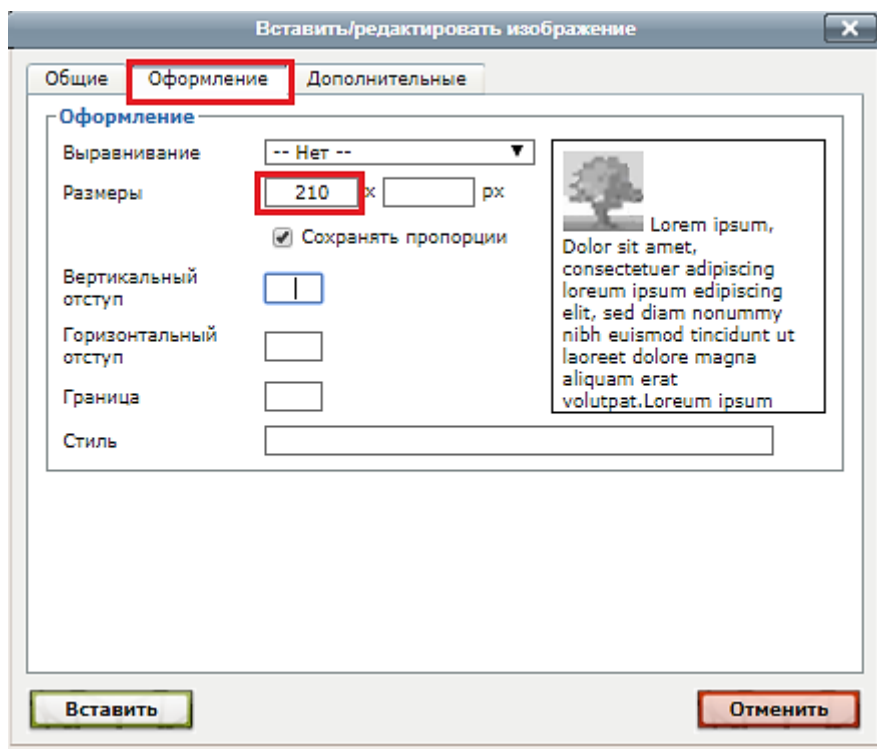 Вставить/редактировать изображение
Общие Оформление Дополнительные
Оформление
Выравнивание -- Нет --
Размеры 210 x px
Сохранять пропорции
Вертикальный
отступ
Горизонтальный
отступ
Граница
Стиль
Lorem ipsum,
Dolor sit amet,
consectetuer adipiscing
loreum ipsum edipiscing
elit, sed diam nonummy
nibh euismod tincidunt ut
laoreet dolore magna
aliquam erat
volutpat.Loreum ipsum
Вставить Отменить